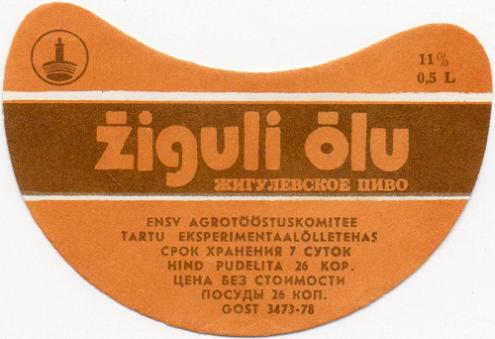 11%
0,5 L
žiguli õlu
ЖИГУЛЕВСКОЕ ПИВО
ENSV AGROTÖÖSTUSKOMITEE
TARTU EKSPERIMENTAALÕLLETEHAS
СРОК ХРАНЕНИЯ 7 СУТОК
HIND PUDELITA 26 KOP.
ЦЕНА БЕЗ СТОИМОСТИ
ПОСУДЫ 26 КОП.
GOST 3473-78